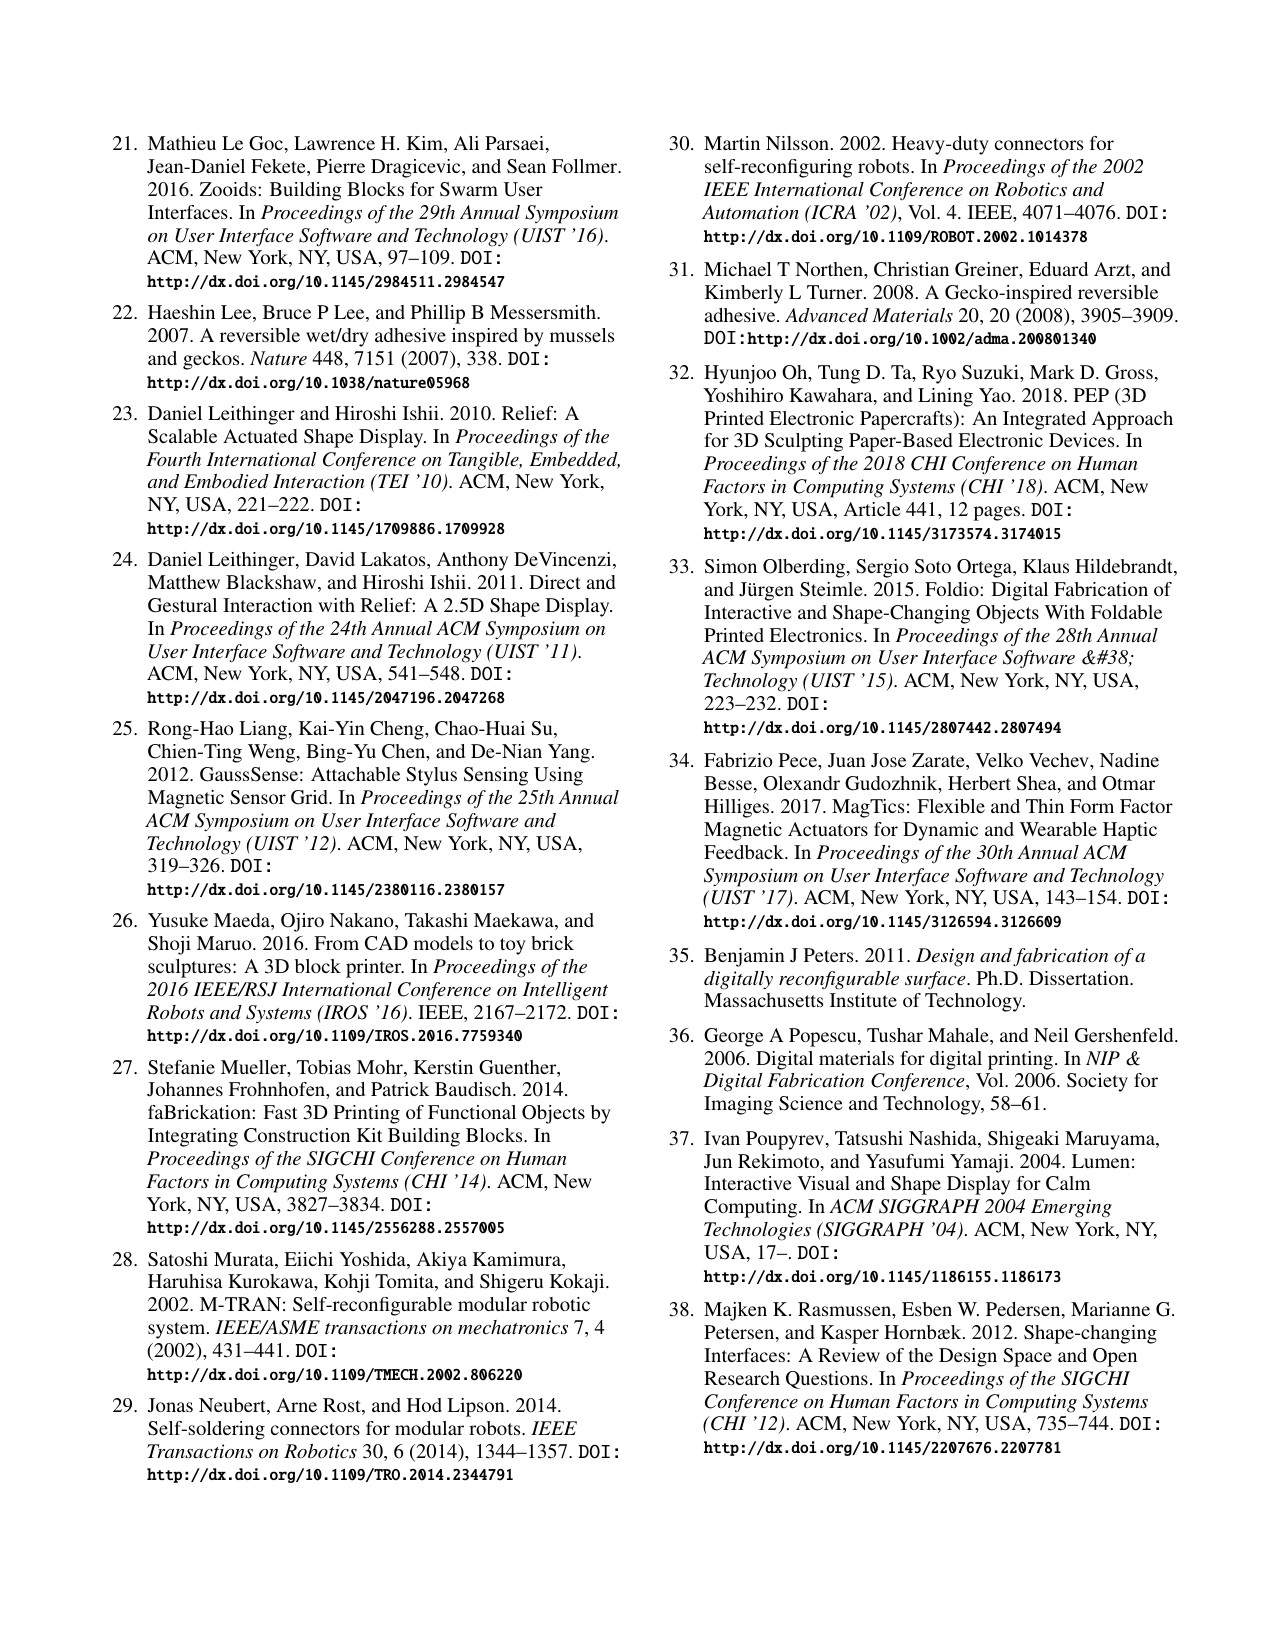 21. Mathieu Le Goc, Lawrence H. Kim, Ali Parsaei,
Jean-Daniel Fekete, Pierre Dragicevic, and Sean Follmer.
2016. Zooids: Building Blocks for Swarm User
Interfaces. In Proceedings of the 29th Annual Symposium
on User Interface Software and Technology (UIST ’16).
ACM, New York, NY, USA, 97–109. DOI:
http://dx.doi.org/10.1145/2984511.2984547
22. Haeshin Lee, Bruce P Lee, and Phillip B Messersmith.
2007. A reversible wet/dry adhesive inspired by mussels
and geckos. Nature 448, 7151 (2007), 338. DOI:
http://dx.doi.org/10.1038/nature05968
23. Daniel Leithinger and Hiroshi Ishii. 2010. Relief: A
Scalable Actuated Shape Display. In Proceedings of the
Fourth International Conference on Tangible, Embedded,
and Embodied Interaction (TEI ’10). ACM, New York,
NY, USA, 221–222. DOI:
http://dx.doi.org/10.1145/1709886.1709928
24. Daniel Leithinger, David Lakatos, Anthony DeVincenzi,
Matthew Blackshaw, and Hiroshi Ishii. 2011. Direct and
Gestural Interaction with Relief: A 2.5D Shape Display.
In Proceedings of the 24th Annual ACM Symposium on
User Interface Software and Technology (UIST ’11).
ACM, New York, NY, USA, 541–548. DOI:
http://dx.doi.org/10.1145/2047196.2047268
25. Rong-Hao Liang, Kai-Yin Cheng, Chao-Huai Su,
Chien-Ting Weng, Bing-Yu Chen, and De-Nian Yang.
2012. GaussSense: Attachable Stylus Sensing Using
Magnetic Sensor Grid. In Proceedings of the 25th Annual
ACM Symposium on User Interface Software and
Technology (UIST ’12). ACM, New York, NY, USA,
319–326. DOI:
http://dx.doi.org/10.1145/2380116.2380157
26. Yusuke Maeda, Ojiro Nakano, Takashi Maekawa, and
Shoji Maruo. 2016. From CAD models to toy brick
sculptures: A 3D block printer. In Proceedings of the
2016 IEEE/RSJ International Conference on Intelligent
Robots and Systems (IROS ’16). IEEE, 2167–2172. DOI:
http://dx.doi.org/10.1109/IROS.2016.7759340
27. Stefanie Mueller, Tobias Mohr, Kerstin Guenther,
Johannes Frohnhofen, and Patrick Baudisch. 2014.
faBrickation: Fast 3D Printing of Functional Objects by
Integrating Construction Kit Building Blocks. In
Proceedings of the SIGCHI Conference on Human
Factors in Computing Systems (CHI ’14). ACM, New
York, NY, USA, 3827–3834. DOI:
http://dx.doi.org/10.1145/2556288.2557005
28. Satoshi Murata, Eiichi Yoshida, Akiya Kamimura,
Haruhisa Kurokawa, Kohji Tomita, and Shigeru Kokaji.
2002. M-TRAN: Self-reconfigurable modular robotic
system. IEEE/ASME transactions on mechatronics 7, 4
(2002), 431–441. DOI:
http://dx.doi.org/10.1109/TMECH.2002.806220
29. Jonas Neubert, Arne Rost, and Hod Lipson. 2014.
Self-soldering connectors for modular robots. IEEE
Transactions on Robotics 30, 6 (2014), 1344–1357. DOI:
http://dx.doi.org/10.1109/TRO.2014.2344791
30. Martin Nilsson. 2002. Heavy-duty connectors for
self-reconfiguring robots. In Proceedings of the 2002
IEEE International Conference on Robotics and
Automation (ICRA ’02), Vol. 4. IEEE, 4071–4076. DOI:
http://dx.doi.org/10.1109/ROBOT.2002.1014378
31. Michael T Northen, Christian Greiner, Eduard Arzt, and
Kimberly L Turner. 2008. A Gecko-inspired reversible
adhesive. Advanced Materials 20, 20 (2008), 3905–3909.
DOI:http://dx.doi.org/10.1002/adma.200801340
32. Hyunjoo Oh, Tung D. Ta, Ryo Suzuki, Mark D. Gross,
Yoshihiro Kawahara, and Lining Yao. 2018. PEP (3D
Printed Electronic Papercrafts): An Integrated Approach
for 3D Sculpting Paper-Based Electronic Devices. In
Proceedings of the 2018 CHI Conference on Human
Factors in Computing Systems (CHI ’18). ACM, New
York, NY, USA, Article 441, 12 pages. DOI:
http://dx.doi.org/10.1145/3173574.3174015
33. Simon Olberding, Sergio Soto Ortega, Klaus Hildebrandt,
and Jürgen Steimle. 2015. Foldio: Digital Fabrication of
Interactive and Shape-Changing Objects With Foldable
Printed Electronics. In Proceedings of the 28th Annual
ACM Symposium on User Interface Software &#38;
Technology (UIST ’15). ACM, New York, NY, USA,
223–232. DOI:
http://dx.doi.org/10.1145/2807442.2807494
34. Fabrizio Pece, Juan Jose Zarate, Velko Vechev, Nadine
Besse, Olexandr Gudozhnik, Herbert Shea, and Otmar
Hilliges. 2017. MagTics: Flexible and Thin Form Factor
Magnetic Actuators for Dynamic and Wearable Haptic
Feedback. In Proceedings of the 30th Annual ACM
Symposium on User Interface Software and Technology
(UIST ’17). ACM, New York, NY, USA, 143–154. DOI:
http://dx.doi.org/10.1145/3126594.3126609
35. Benjamin J Peters. 2011. Design and fabrication of a
digitally reconfigurable surface. Ph.D. Dissertation.
Massachusetts Institute of Technology.
36. George A Popescu, Tushar Mahale, and Neil Gershenfeld.
2006. Digital materials for digital printing. In NIP &
Digital Fabrication Conference, Vol. 2006. Society for
Imaging Science and Technology, 58–61.
37. Ivan Poupyrev, Tatsushi Nashida, Shigeaki Maruyama,
Jun Rekimoto, and Yasufumi Yamaji. 2004. Lumen:
Interactive Visual and Shape Display for Calm
Computing. In ACM SIGGRAPH 2004 Emerging
Technologies (SIGGRAPH ’04). ACM, New York, NY,
USA, 17–. DOI:
http://dx.doi.org/10.1145/1186155.1186173
38. Majken K. Rasmussen, Esben W. Pedersen, Marianne G.
Petersen, and Kasper Hornbæk. 2012. Shape-changing
Interfaces: A Review of the Design Space and Open
Research Questions. In Proceedings of the SIGCHI
Conference on Human Factors in Computing Systems
(CHI ’12). ACM, New York, NY, USA, 735–744. DOI:
http://dx.doi.org/10.1145/2207676.2207781